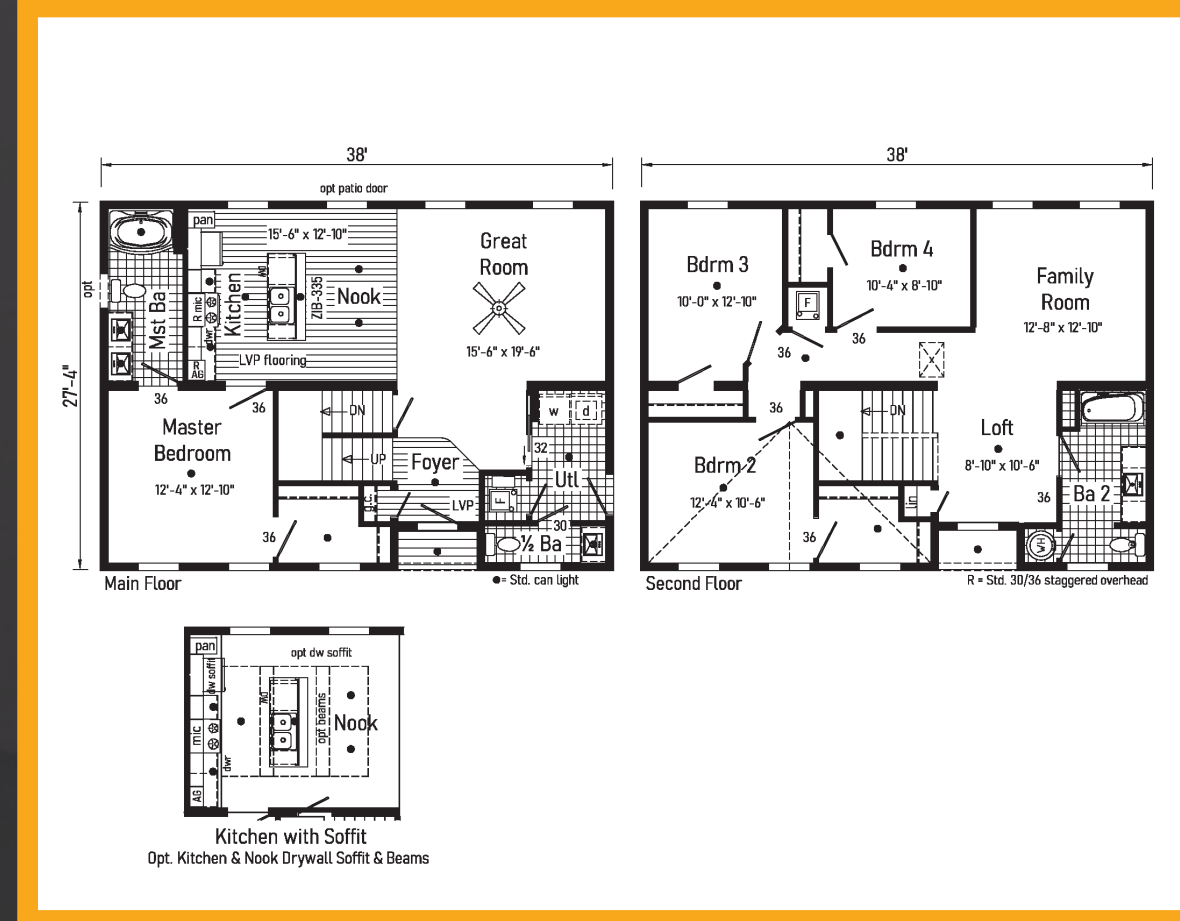 38'
38'
opt patio door
27'-4"
pan
15'-6" x 12'-10"
Great
Room
15'-6" x 19'-6"
opt
Mst Ba
R mic
dwr
R
AG
Kitchen
DW
ZIB-335
Nook
LVP flooring
36
36
Master
Bedroom
12'-4" x 12'-10"
DN
UP
Foyer
LVP
g.c.
36
w
d
32
Utl
F
30
½ Ba
Main Floor
= Std. can light
Bdrm 3
10'-0" x 12'-10"
Bdrm 4
10'-4" x 8'-10"
F
36
36
Family
Room
12'-8" x 12'-10"
x
36
Bdrm 2
12'-4" x 10'-6"
DN
Loft
8'-10" x 10'-6"
36
Ba 2
lin
36
WH
Second Floor
R = Std. 30/36 staggered overhead
pan
opt dw soffit
dw soffit
DW
opt beams
Nook
mic
dwr
AG
Kitchen with Soffit
Opt. Kitchen & Nook Drywall Soffit & Beams